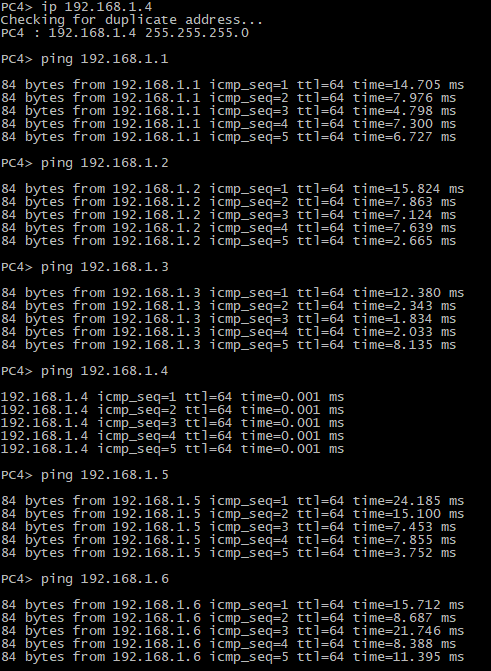 PC4> ip 192.168.1.4
Checking for duplicate address...
PC4 : 192.168.1.4 255.255.255.0
PC4> ping 192.168.1.1
84 bytes from 192.168.1.1 icmp_seq=1 ttl=64 time=14.705 ms
84 bytes from 192.168.1.1 icmp_seq=2 ttl=64 time=7.976 ms
84 bytes from 192.168.1.1 icmp_seq=3 ttl=64 time=4.798 ms
84 bytes from 192.168.1.1 icmp_seq=4 ttl=64 time=7.300 ms
84 bytes from 192.168.1.1 icmp_seq=5 ttl=64 time=6.727 ms
PC4> ping 192.168.1.2
84 bytes from 192.168.1.2 icmp_seq=1 ttl=64 time=15.824 ms
84 bytes from 192.168.1.2 icmp_seq=2 ttl=64 time=7.863 ms
84 bytes from 192.168.1.2 icmp_seq=3 ttl=64 time=7.124 ms
84 bytes from 192.168.1.2 icmp_seq=4 ttl=64 time=7.639 ms
84 bytes from 192.168.1.2 icmp_seq=5 ttl=64 time=2.665 ms
PC4> ping 192.168.1.3
84 bytes from 192.168.1.3 icmp_seq=1 ttl=64 time=12.380 ms
84 bytes from 192.168.1.3 icmp_seq=2 ttl=64 time=2.343 ms
84 bytes from 192.168.1.3 icmp_seq=3 ttl=64 time=1.834 ms
84 bytes from 192.168.1.3 icmp_seq=4 ttl=64 time=2.033 ms
84 bytes from 192.168.1.3 icmp_seq=5 ttl=64 time=8.135 ms
PC4> ping 192.168.1.4
192.168.1.4 icmp_seq=1 ttl=64 time=0.001 ms
192.168.1.4 icmp_seq=2 ttl=64 time=0.001 ms
192.168.1.4 icmp_seq=3 ttl=64 time=0.001 ms
192.168.1.4 icmp_seq=4 ttl=64 time=0.001 ms
192.168.1.4 icmp_seq=5 ttl=64 time=0.001 ms
PC4> ping 192.168.1.5
84 bytes from 192.168.1.5 icmp_seq=1 ttl=64 time=24.185 ms
84 bytes from 192.168.1.5 icmp_seq=2 ttl=64 time=15.100 ms
84 bytes from 192.168.1.5 icmp_seq=3 ttl=64 time=7.453 ms
84 bytes from 192.168.1.5 icmp_seq=4 ttl=64 time=7.855 ms
84 bytes from 192.168.1.5 icmp_seq=5 ttl=64 time=3.752 ms
PC4> ping 192.168.1.6
84 bytes from 192.168.1.6 icmp_seq=1 ttl=64 time=15.712 ms
84 bytes from 192.168.1.6 icmp_seq=2 ttl=64 time=8.687 ms
84 bytes from 192.168.1.6 icmp_seq=3 ttl=64 time=21.746 ms
84 bytes from 192.168.1.6 icmp_seq=4 ttl=64 time=8.388 ms
84 bytes from 192.168.1.6 icmp_seq=5 ttl=64 time=11.395 ms